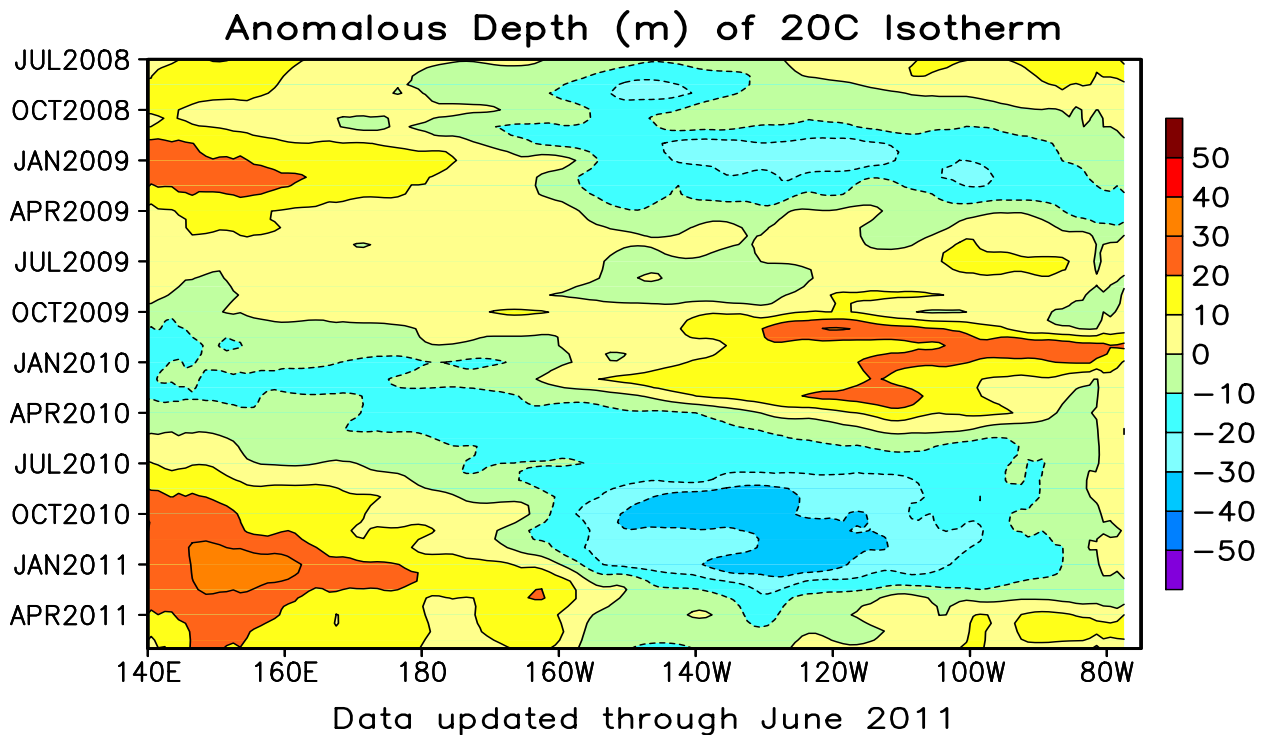 Anomalous Depth (m) of 20C Isotherm
JUL2008
OCT2008
JAN2009
APR2009
JUL2009
OCT2009
JAN2010
APR2010
JUL2010
OCT2010
JAN2011
APR2011
140E 160E 180 160W 140W 120W 100W 80W
50
40
30
20
10
0
−10
−20
−30
−40
−50
Data updated through June 2011